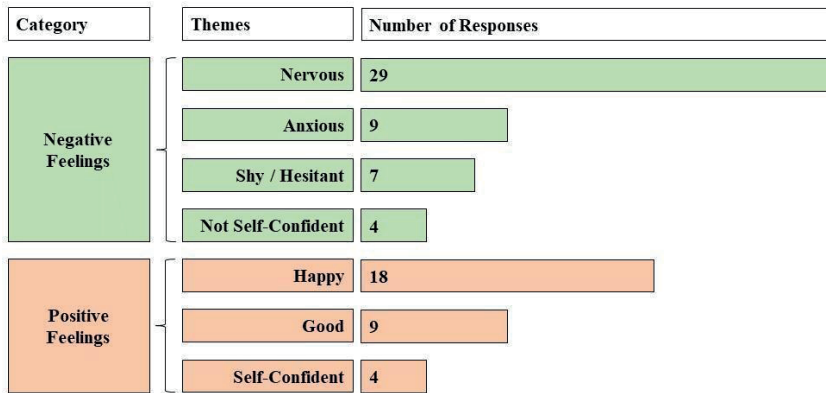 Category
Themes
Number of Responses
Negative
Feelings
Nervous
29
Anxious
9
Shy / Hesitant
7
Not Self-Confident
4
Positive
Feelings
Happy
18
Good
9
Self-Confident
4